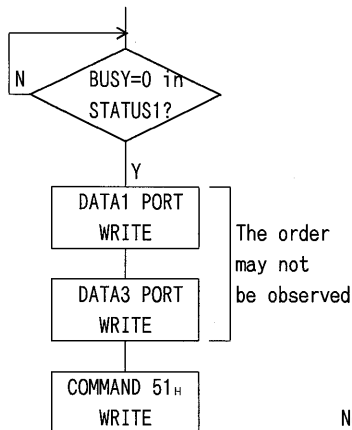 N
BUSY=0 in
STATUS1?
Y
DATA1 PORT
WRITE
DATA3 PORT
WRITE
The order
may not
be observed
COMMAND 51H
WRITE
N